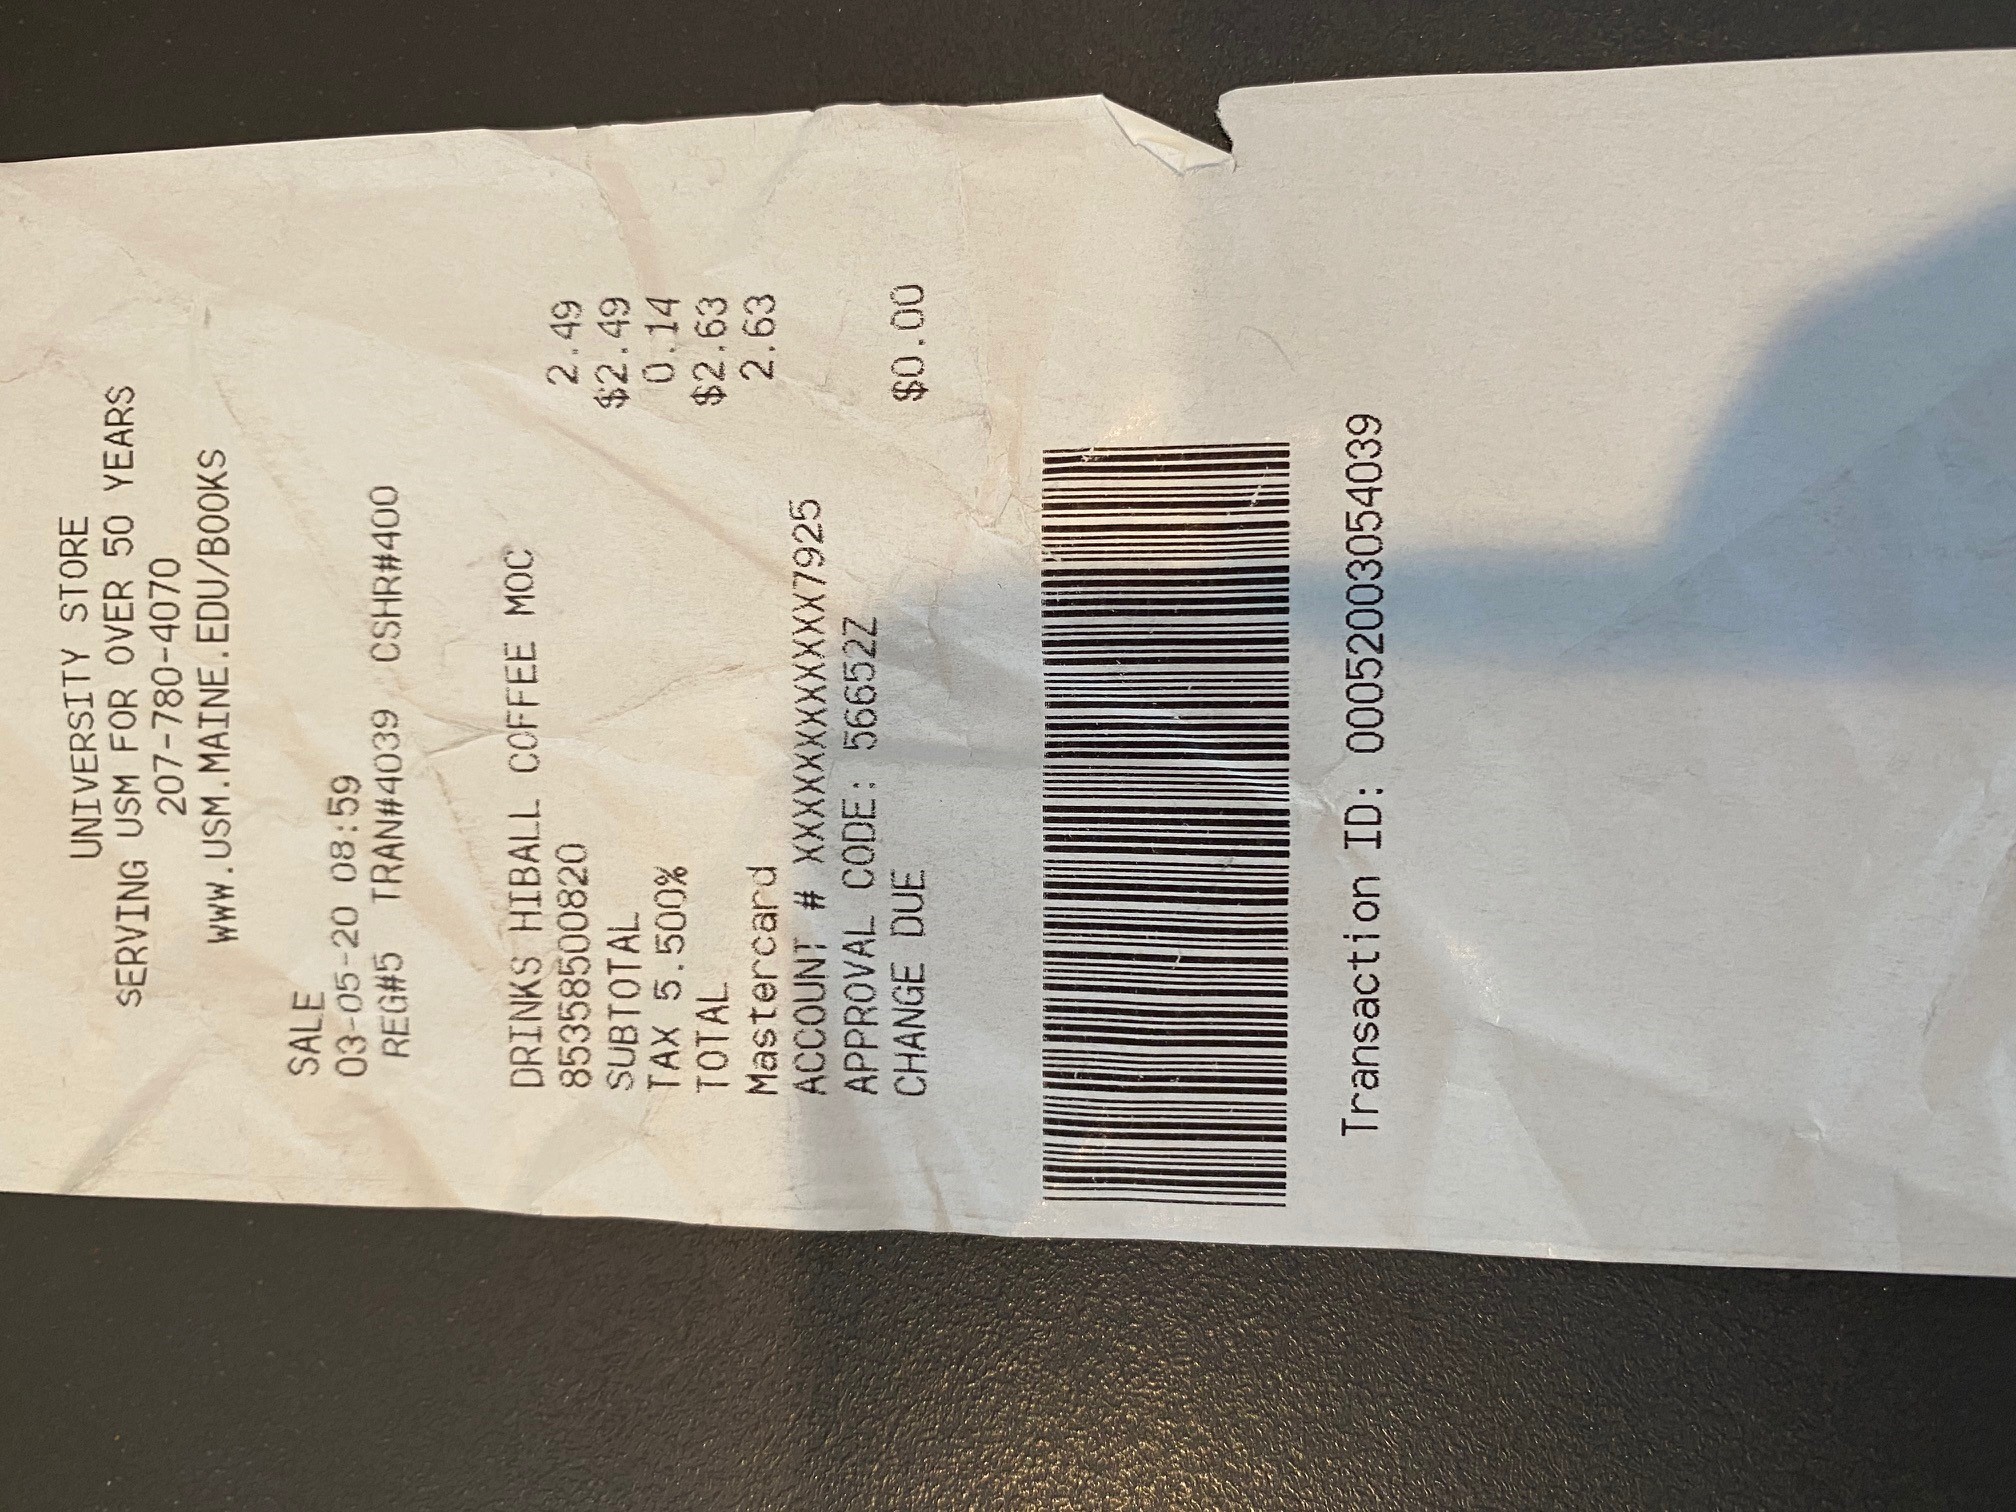 UNIVERSITY STORE
SERVING USM FOR OVER 50 YEARS
207-780-4070
WWW.USM.MAINE.EDU/BOOKS
SALE
03-05-20 08:59
REG#5 TRAN#4039 CSHR#400
DRINKS HIBALL COFFEE MOC
853585500820 2.49
SUBTOTAL $2.49
TAX 5.500% 0.14
TOTAL $2.63
Mastercard 2.63
ACCOUNT # XXXXXXXXXXXX7925
APPROVAL CODE: 56652Z
CHANGE DUE $0.00
Transaction ID: 00052003054039